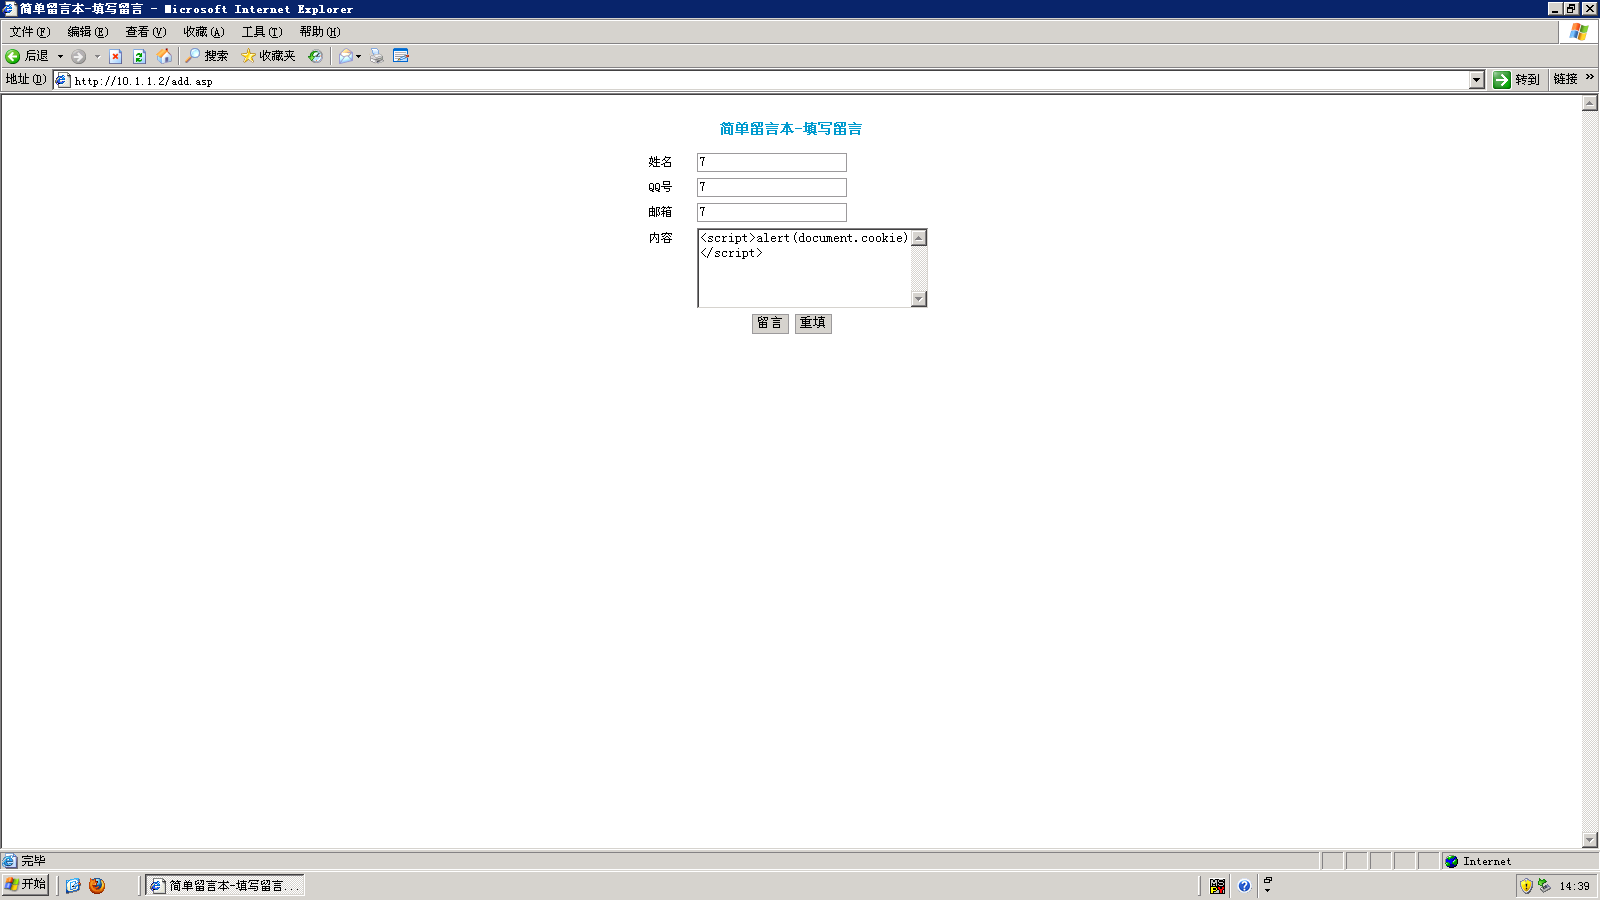 简单留言本-填写留言 - Microsoft Internet Explorer
文件(F) 编辑(E) 查看(V) 收藏(A) 工具(T) 帮助(H)
后退 搜索 收藏夹
地址(D) http://10.1.1.2/add.asp 转到 链接 »
简单留言本-填写留言
姓名 7
QQ号 7
邮箱 7
内容 <script>alert(document.cookie)
</script>
留言 重填
完毕 Internet
开始 简单留言本-填写留言... 14:39